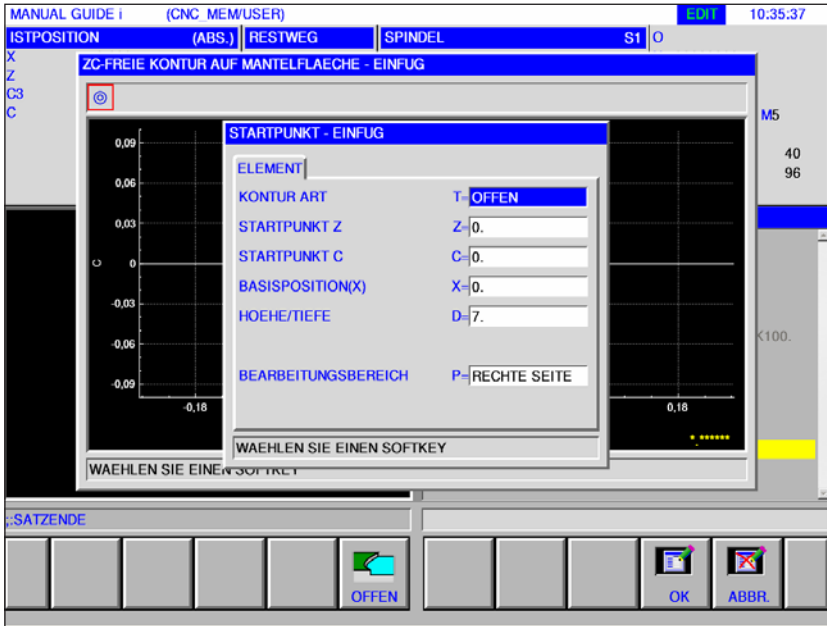 MANUAL GUIDE i (CNC_MEM/USER) EDIT 10:35:37
ISTPOSITION (ABS.) RESTWEG SPINDEL S1 O
X
Z
C3
C
ZC-FREIE KONTUR AUF MANTELFLAECHE - EINFUG
M5
40
96
0,09
0,06
0,03
C 0
-0,03
-0,06
-0,09
-0,18 0,18
*.******
STARTPUNKT - EINFUG
ELEMENT
KONTUR ART T=OFFEN
STARTPUNKT Z Z=0.
STARTPUNKT C C=0.
BASISPOSITION(X) X=0.
HOEHE/TIEFE D=7.
BEARBEITUNGSBEREICH P=RECHTE SEITE
WAEHLEN SIE EINEN SOFTKEY
K100.
WAEHLEN SIE EINEN SOFTKEY
;:SATZENDE
OFFEN OK ABBR.